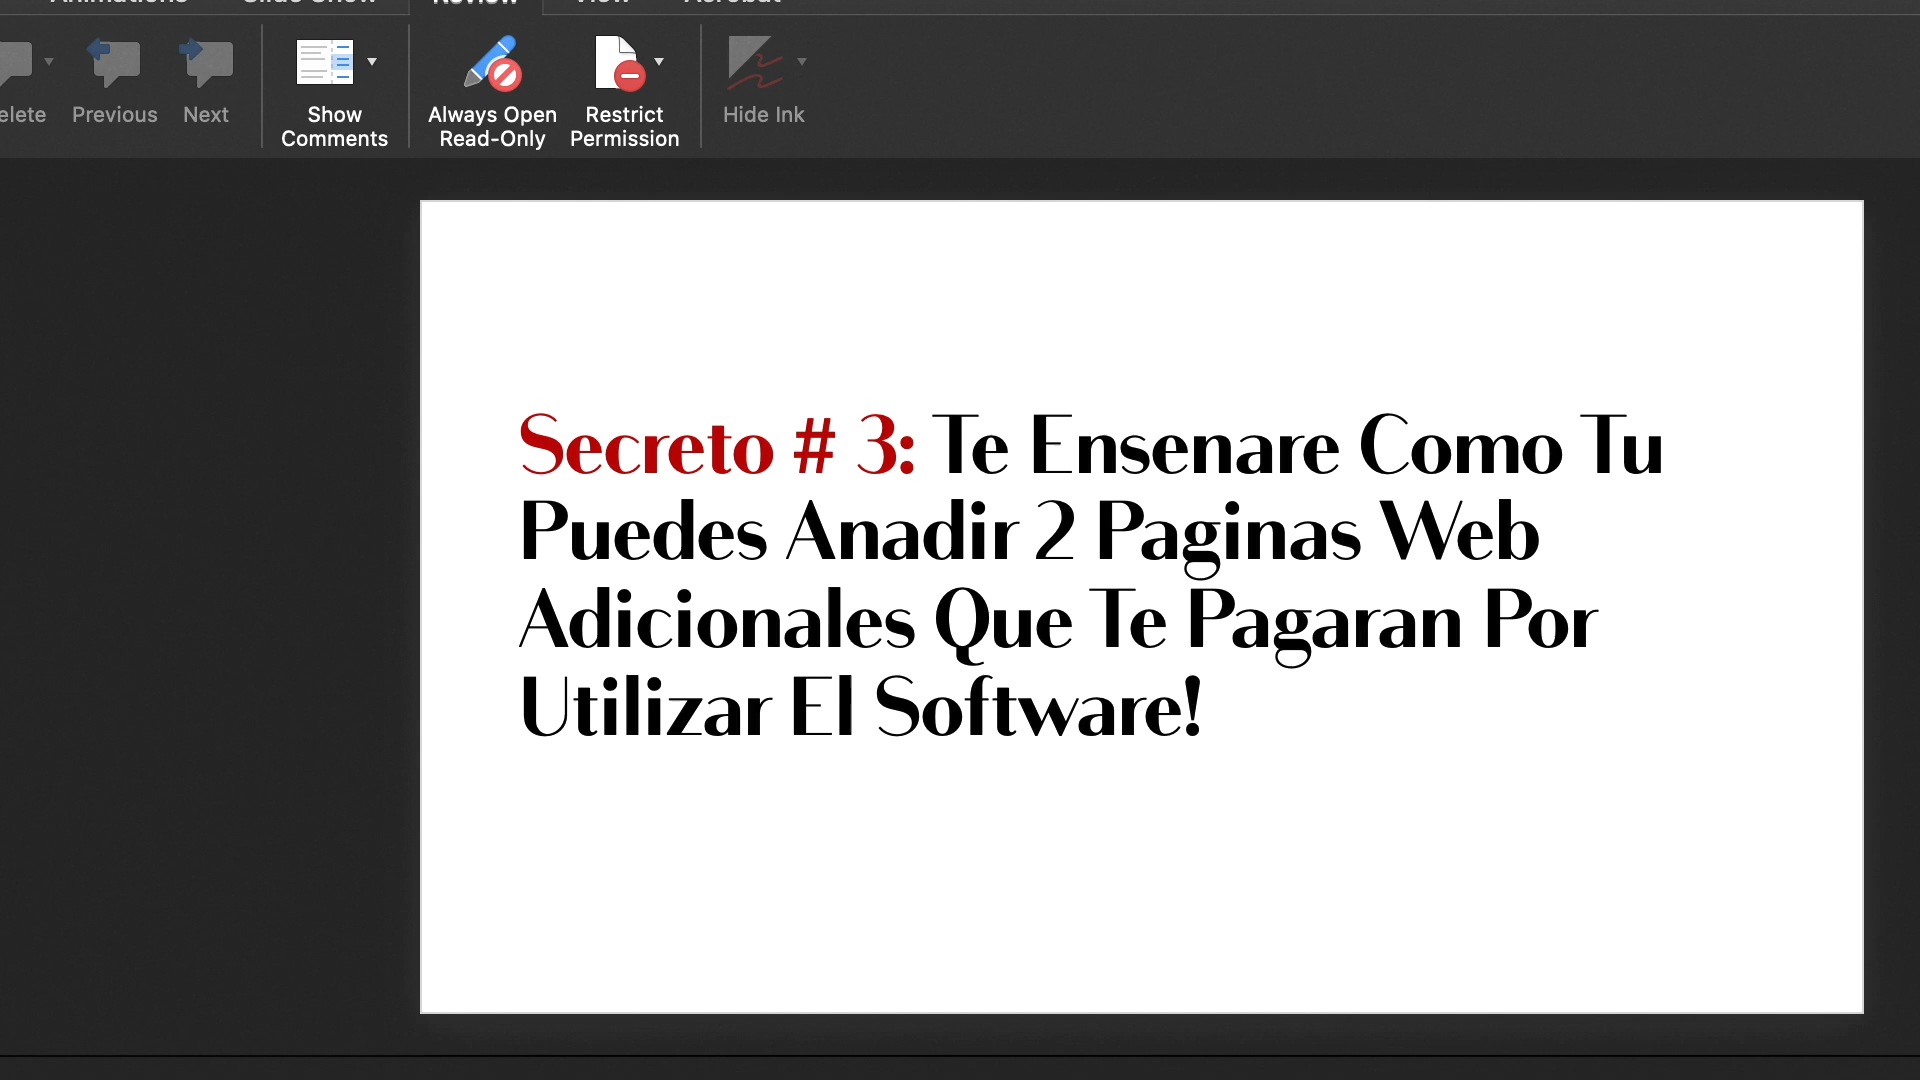 Review
elete
Previous
Next
Show
Comments
Always Open
Read-Only
Restrict
Permission
Hide Ink
Secreto # 3: Te Ensenare Como Tu
Puedes Anadir 2 Paginas Web
Adicionales Que Te Pagaran Por
Utilizar El Software!